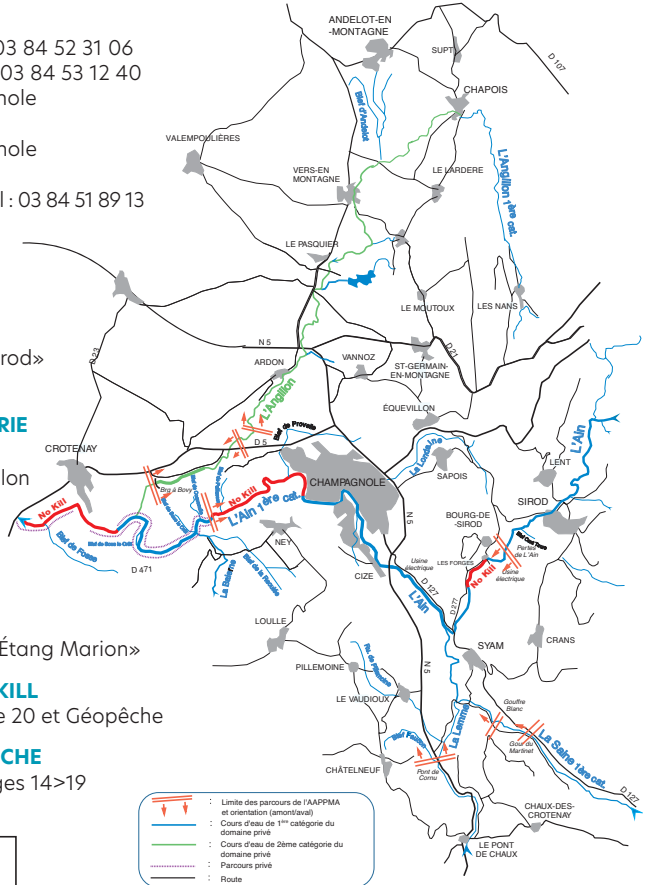 03 84 52 31 06
03 84 53 12 40
nole
nole
l : 03 84 51 89 13
rod»
RIE
llon
Étang Marion»
KILL
e 20 et Géopêche
CHE
ges 14>19
ANDELOT-EN
-MONTAGNE
SUPT
D 107
CHAPOIS
Bief d'Andelot
VALEMPOULIÈRES
VERS-EN
MONTAGNE
LE LARDERE
L'Angillon 1ère cat.
LE PASQUIER
LE MOUTOUX
LES NANS
D 23
N 5
ARDON
VANNOZ
ST-GERMAIN-
EN-MONTAGNE
D 21
L'Angillon
ÉQUEVILLON
Bief de Provelle
D 5
CROTENAY
La Londaine
SAPOIS
LENT
L'Ain
CHAMPAGNOLE
SIROD
Brg à Bovy
No Kill
No Kill
L'Ain 1ère cat.
BOURG-DE
-SIROD
N 5
Pertes
de L'Ain
LES FORGES
Usine
électrique
No Kill
Usine
électrique
Bief de Fosse
D 471
NEY
La Balerne
CIZE
D 127
D 277
L'Ain
LOULLE
SYAM
CRANS
PILLEMOINE
LE VAUDIOUX
N 5
La Lemme
Gouffre
Blanc
Gour du
Martinet
La Saine 1ère cat.
CHÂTELNEUF
Pont de
Cornu
D 127
CHAUX-DES-
CROTENAY
LE PONT
DE CHAUX
: Limite des parcours de l'AAPPMA
et orientation (amont/aval)
: Cours d'eau de 1ère catégorie du
domaine privé
: Cours d'eau de 2ème catégorie du
domaine privé
: Parcours privé
: Route